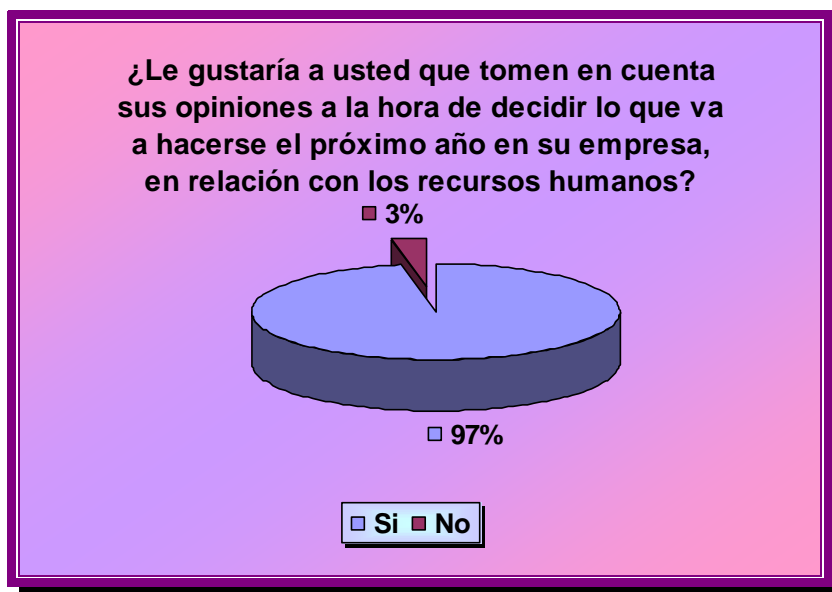 ¿Le gustaría a usted que tomen en cuenta
sus opiniones a la hora de decidir lo que va
a hacerse el próximo año en su empresa,
en relación con los recursos humanos?
3%
97%
Si No